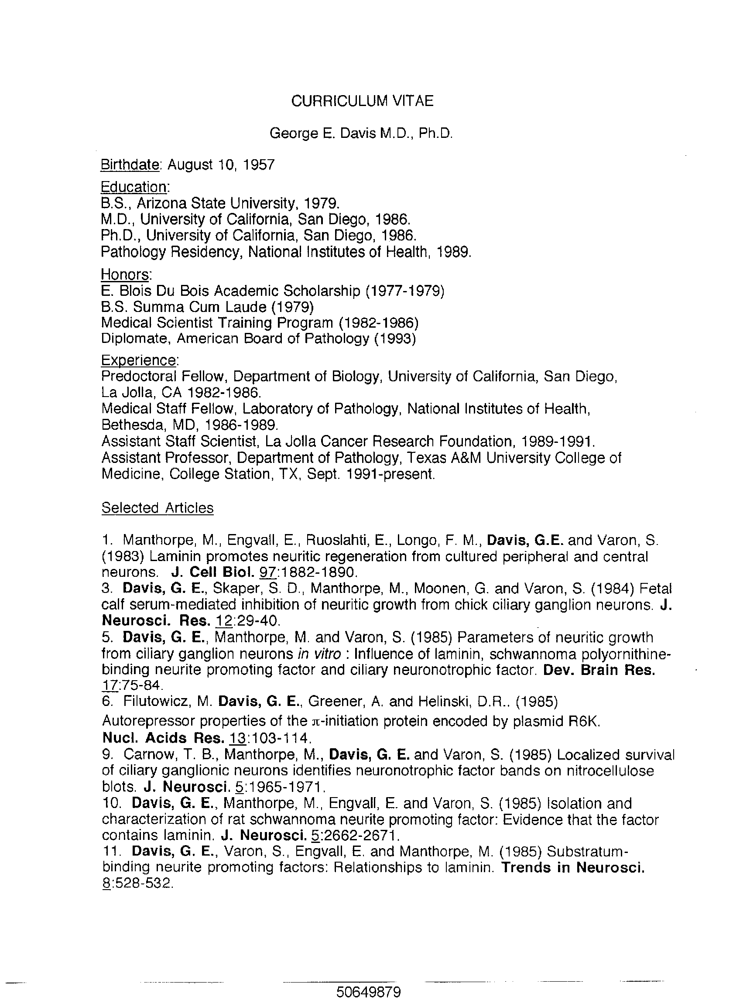 CURRICULUM VITAE
George E. Davis M.D., Ph.D.
Birthdate: August 10, 1957
Education:
B.S., Arizona State University, 1979.
M.D., University of California, San Diego, 1986.
Ph.D., University of California, San Diego, 1986.
Pathology Residency, National Institutes of Health, 1989.
Honors:
E. Blois Du Bois Academic Scholarship (1977-1979)
B.S. Summa Cum Laude (1979)
Medical Scientist Training Program (1982-1986)
Diplomate, American Board of Pathology (1993)
Experience:
Predoctoral Fellow, Department of Biology, University of California, San Diego,
La Jolla, CA 1982-1986.
Medical Staff Fellow, Laboratory of Pathology, National Institutes of Health,
Bethesda, MD, 1986-1989.
Assistant Staff Scientist, La Jolla Cancer Research Foundation, 1989-1991.
Assistant Professor, Department of Pathology, Texas A&M University College of
Medicine, College Station, TX, Sept. 1991-present.
Selected Articles
1. Manthorpe, M., Engvall, E., Ruoslahti, E., Longo, F. M., Davis, G.E. and Varon, S.
(1983) Laminin promotes neuritic regeneration from cultured peripheral and central
neurons. J. Cell Biol. 97:1882-1890.
3. Davis, G. E., Skaper, S. D., Manthorpe, M., Moonen, G. and Varon, S. (1984) Fetal
calf serum-mediated inhibition of neuritic growth from chick ciliary ganglion neurons. J.
Neurosci. Res. 12:29-40.
5. Davis, G. E., Manthorpe, M. and Varon, S. (1985) Parameters of neuritic growth
from ciliary ganglion neurons in vitro : Influence of laminin, schwannoma polyornithine-
binding neurite promoting factor and ciliary neuronotrophic factor. Dev. Brain Res.
17:75-84.
6. Filutowicz, M. Davis, G. E., Greener, A. and Helinski, D.R.. (1985)
Autorepressor properties of the π-initiation protein encoded by plasmid R6K.
Nucl. Acids Res. 13:103-114.
9. Carnow, T. B., Manthorpe, M., Davis, G. E. and Varon, S. (1985) Localized survival
of ciliary ganglionic neurons identifies neuronotrophic factor bands on nitrocellulose
blots. J. Neurosci. 5:1965-1971.
10. Davis, G. E., Manthorpe, M., Engvall, E. and Varon, S. (1985) Isolation and
characterization of rat schwannoma neurite promoting factor: Evidence that the factor
contains laminin. J. Neurosci. 5:2662-2671.
11. Davis, G. E., Varon, S., Engvall, E. and Manthorpe, M. (1985) Substratum-
binding neurite promoting factors: Relationships to laminin. Trends in Neurosci.
8:528-532.
50649879